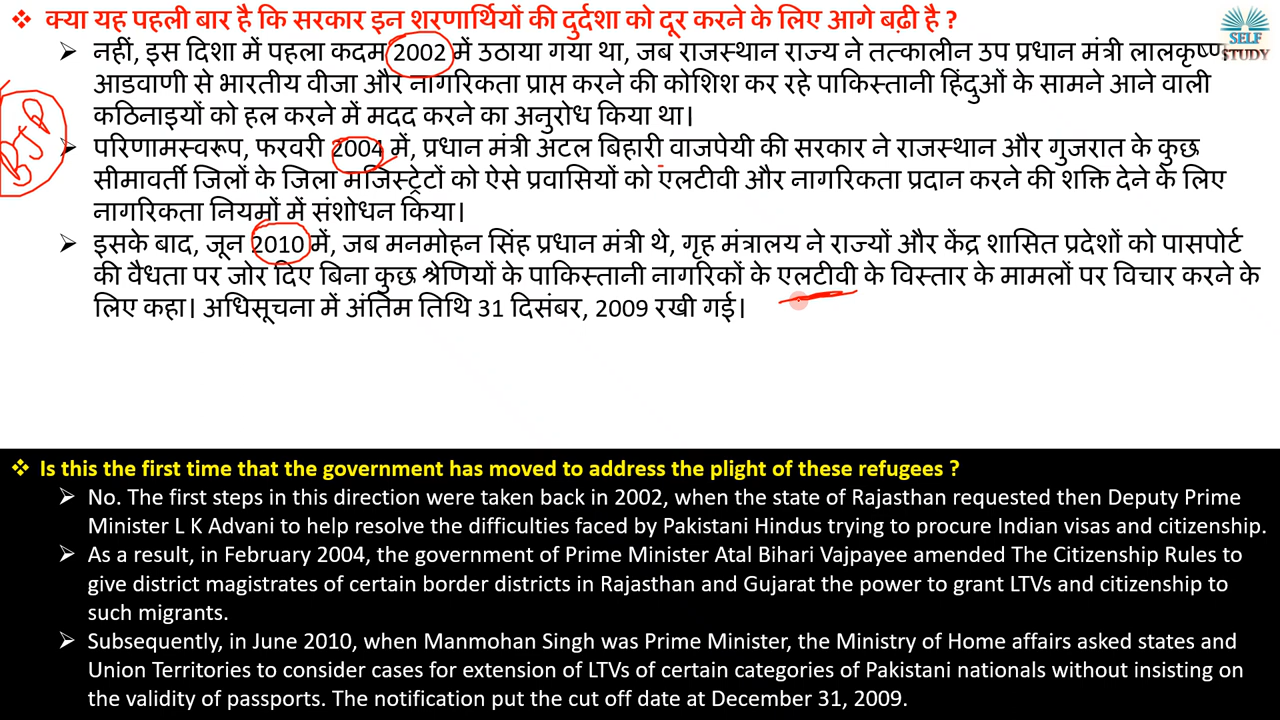 ❖ क्या यह पहली बार है कि सरकार इन शरणार्थियों की दुर्दशा को दूर करने के लिए आगे बढ़ी है ?
SELF
STUDY
➢ नहीं, इस दिशा में पहला कदम 2002 में उठाया गया था, जब राजस्थान राज्य ने तत्कालीन उप प्रधान मंत्री लालकृष्ण
आडवाणी से भारतीय वीजा और नागरिकता प्राप्त करने की कोशिश कर रहे पाकिस्तानी हिंदुओं के सामने आने वाली
कठिनाइयों को हल करने में मदद करने का अनुरोध किया था।
BJP
➢ परिणामस्वरूप, फरवरी 2004 में, प्रधान मंत्री अटल बिहारी वाजपेयी की सरकार ने राजस्थान और गुजरात के कुछ
सीमावर्ती जिलों के जिला मजिस्ट्रेटों को ऐसे प्रवासियों को एलटीवी और नागरिकता प्रदान करने की शक्ति देने के लिए
नागरिकता नियमों में संशोधन किया।
➢ इसके बाद, जून 2010 में, जब मनमोहन सिंह प्रधान मंत्री थे, गृह मंत्रालय ने राज्यों और केंद्र शासित प्रदेशों को पासपोर्ट
की वैधता पर जोर दिए बिना कुछ श्रेणियों के पाकिस्तानी नागरिकों के एलटीवी के विस्तार के मामलों पर विचार करने के
लिए कहा। अधिसूचना में अंतिम तिथि 31 दिसंबर, 2009 रखी गई।
❖ Is this the first time that the government has moved to address the plight of these refugees ?
➢ No. The first steps in this direction were taken back in 2002, when the state of Rajasthan requested then Deputy Prime
Minister L K Advani to help resolve the difficulties faced by Pakistani Hindus trying to procure Indian visas and citizenship.
➢ As a result, in February 2004, the government of Prime Minister Atal Bihari Vajpayee amended The Citizenship Rules to
give district magistrates of certain border districts in Rajasthan and Gujarat the power to grant LTVs and citizenship to
such migrants.
➢ Subsequently, in June 2010, when Manmohan Singh was Prime Minister, the Ministry of Home affairs asked states and
Union Territories to consider cases for extension of LTVs of certain categories of Pakistani nationals without insisting on
the validity of passports. The notification put the cut off date at December 31, 2009.